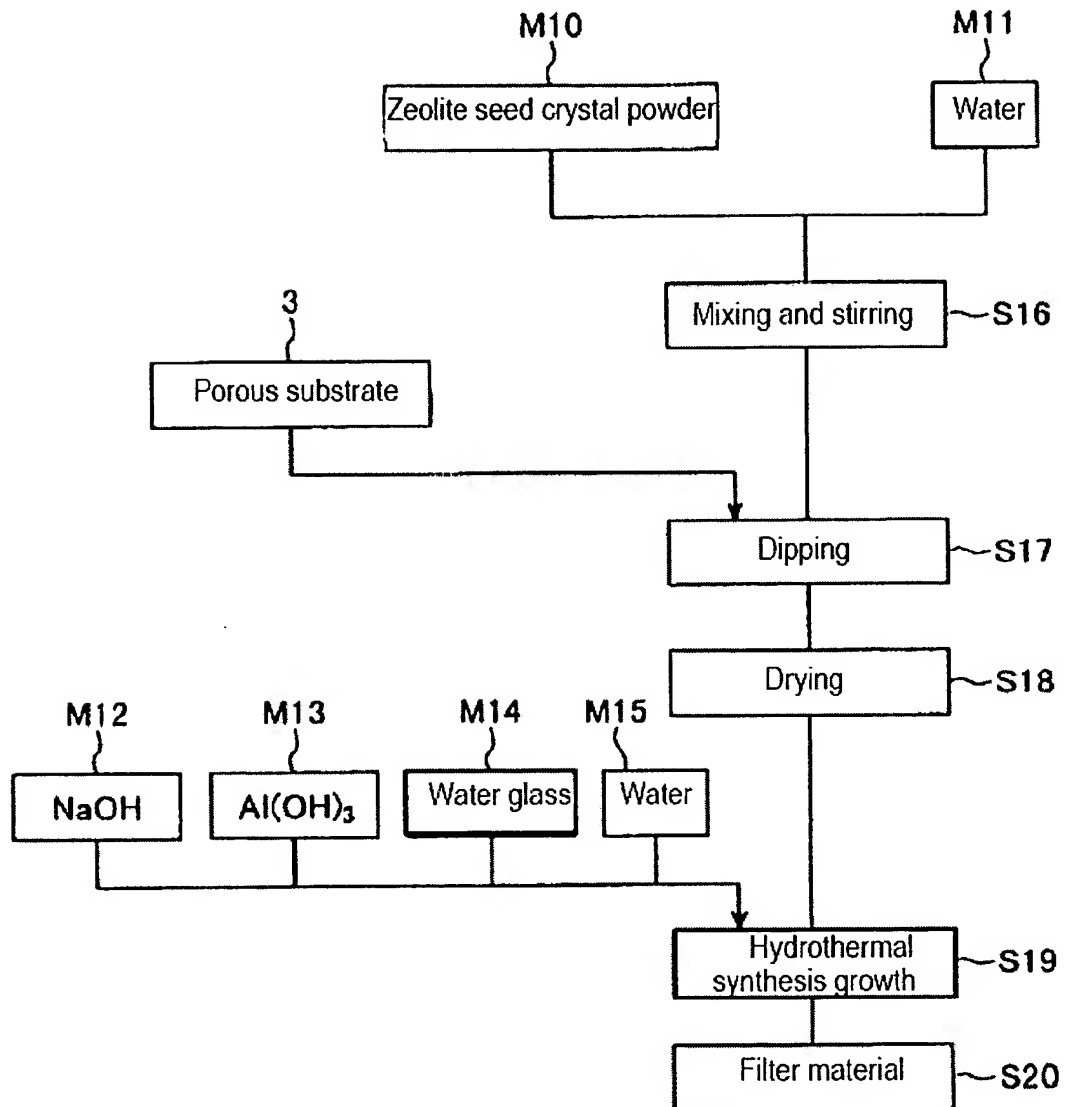 M10
M11
Zeolite seed crystal powder
Water
3
Mixing and stirring
S16
Porous substrate
Dipping
S17
Drying
S18
M12
M13
M14
M15
NaOH
Al(OH)₃
Water glass
Water
Hydrothermal
synthesis growth
S19
Filter material
S20